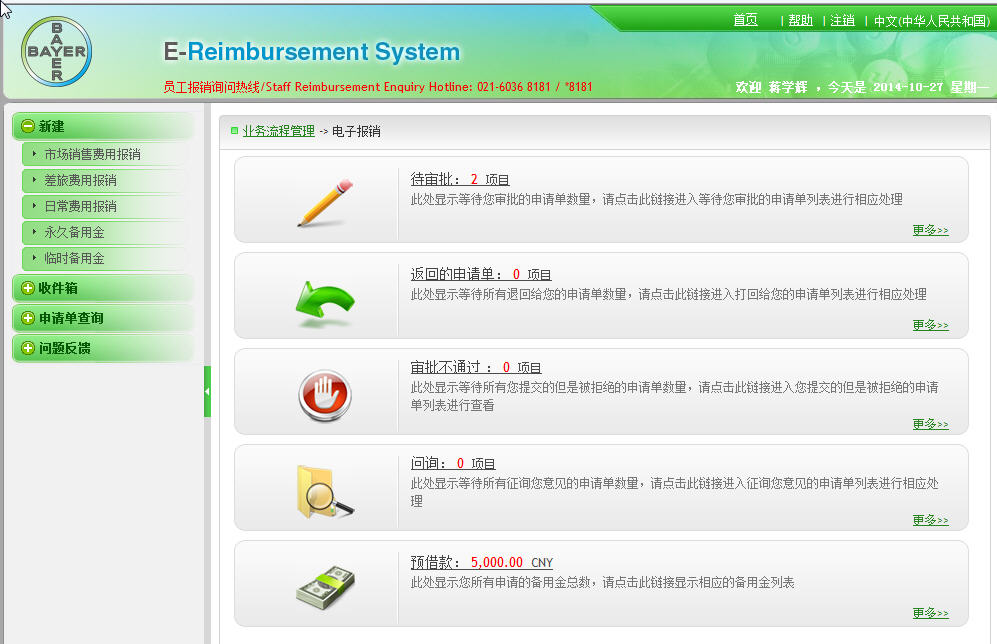 首页 | 帮助 | 注销 | 中文(中华人民共和国)
BAYER
BAYER
E-Reimbursement System
员工报销询问热线/Staff Reimbursement Enquiry Hotline: 021-6036 8181 / *8181
欢迎 蒋学辉 ，今天是 2014-10-27 星期一
新建
市场销售费用报销
差旅费用报销
日常费用报销
永久备用金
临时备用金
收件箱
申请单查询
问题反馈
业务流程管理 -> 电子报销
待审批： 2 项目
此处显示等待您审批的申请单数量，请点击此链接进入等待您审批的申请单列表进行相应处理
更多>>
返回的申请单： 0 项目
此处显示等待所有退回给您的申请单数量，请点击此链接进入打回给您的申请单列表进行相应处理
更多>>
审批不通过 ： 0 项目
此处显示等待所有您提交的但是被拒绝的申请单数量，请点击此链接进入您提交的但是被拒绝的申请
单列表进行查看
更多>>
问询： 0 项目
此处显示等待所有征询您意见的申请单数量，请点击此链接进入征询您意见的申请单列表进行相应处
理
更多>>
预借款： 5,000.00 CNY
此处显示您所有申请的备用金总数，请点击此链接显示相应的备用金列表
更多>>